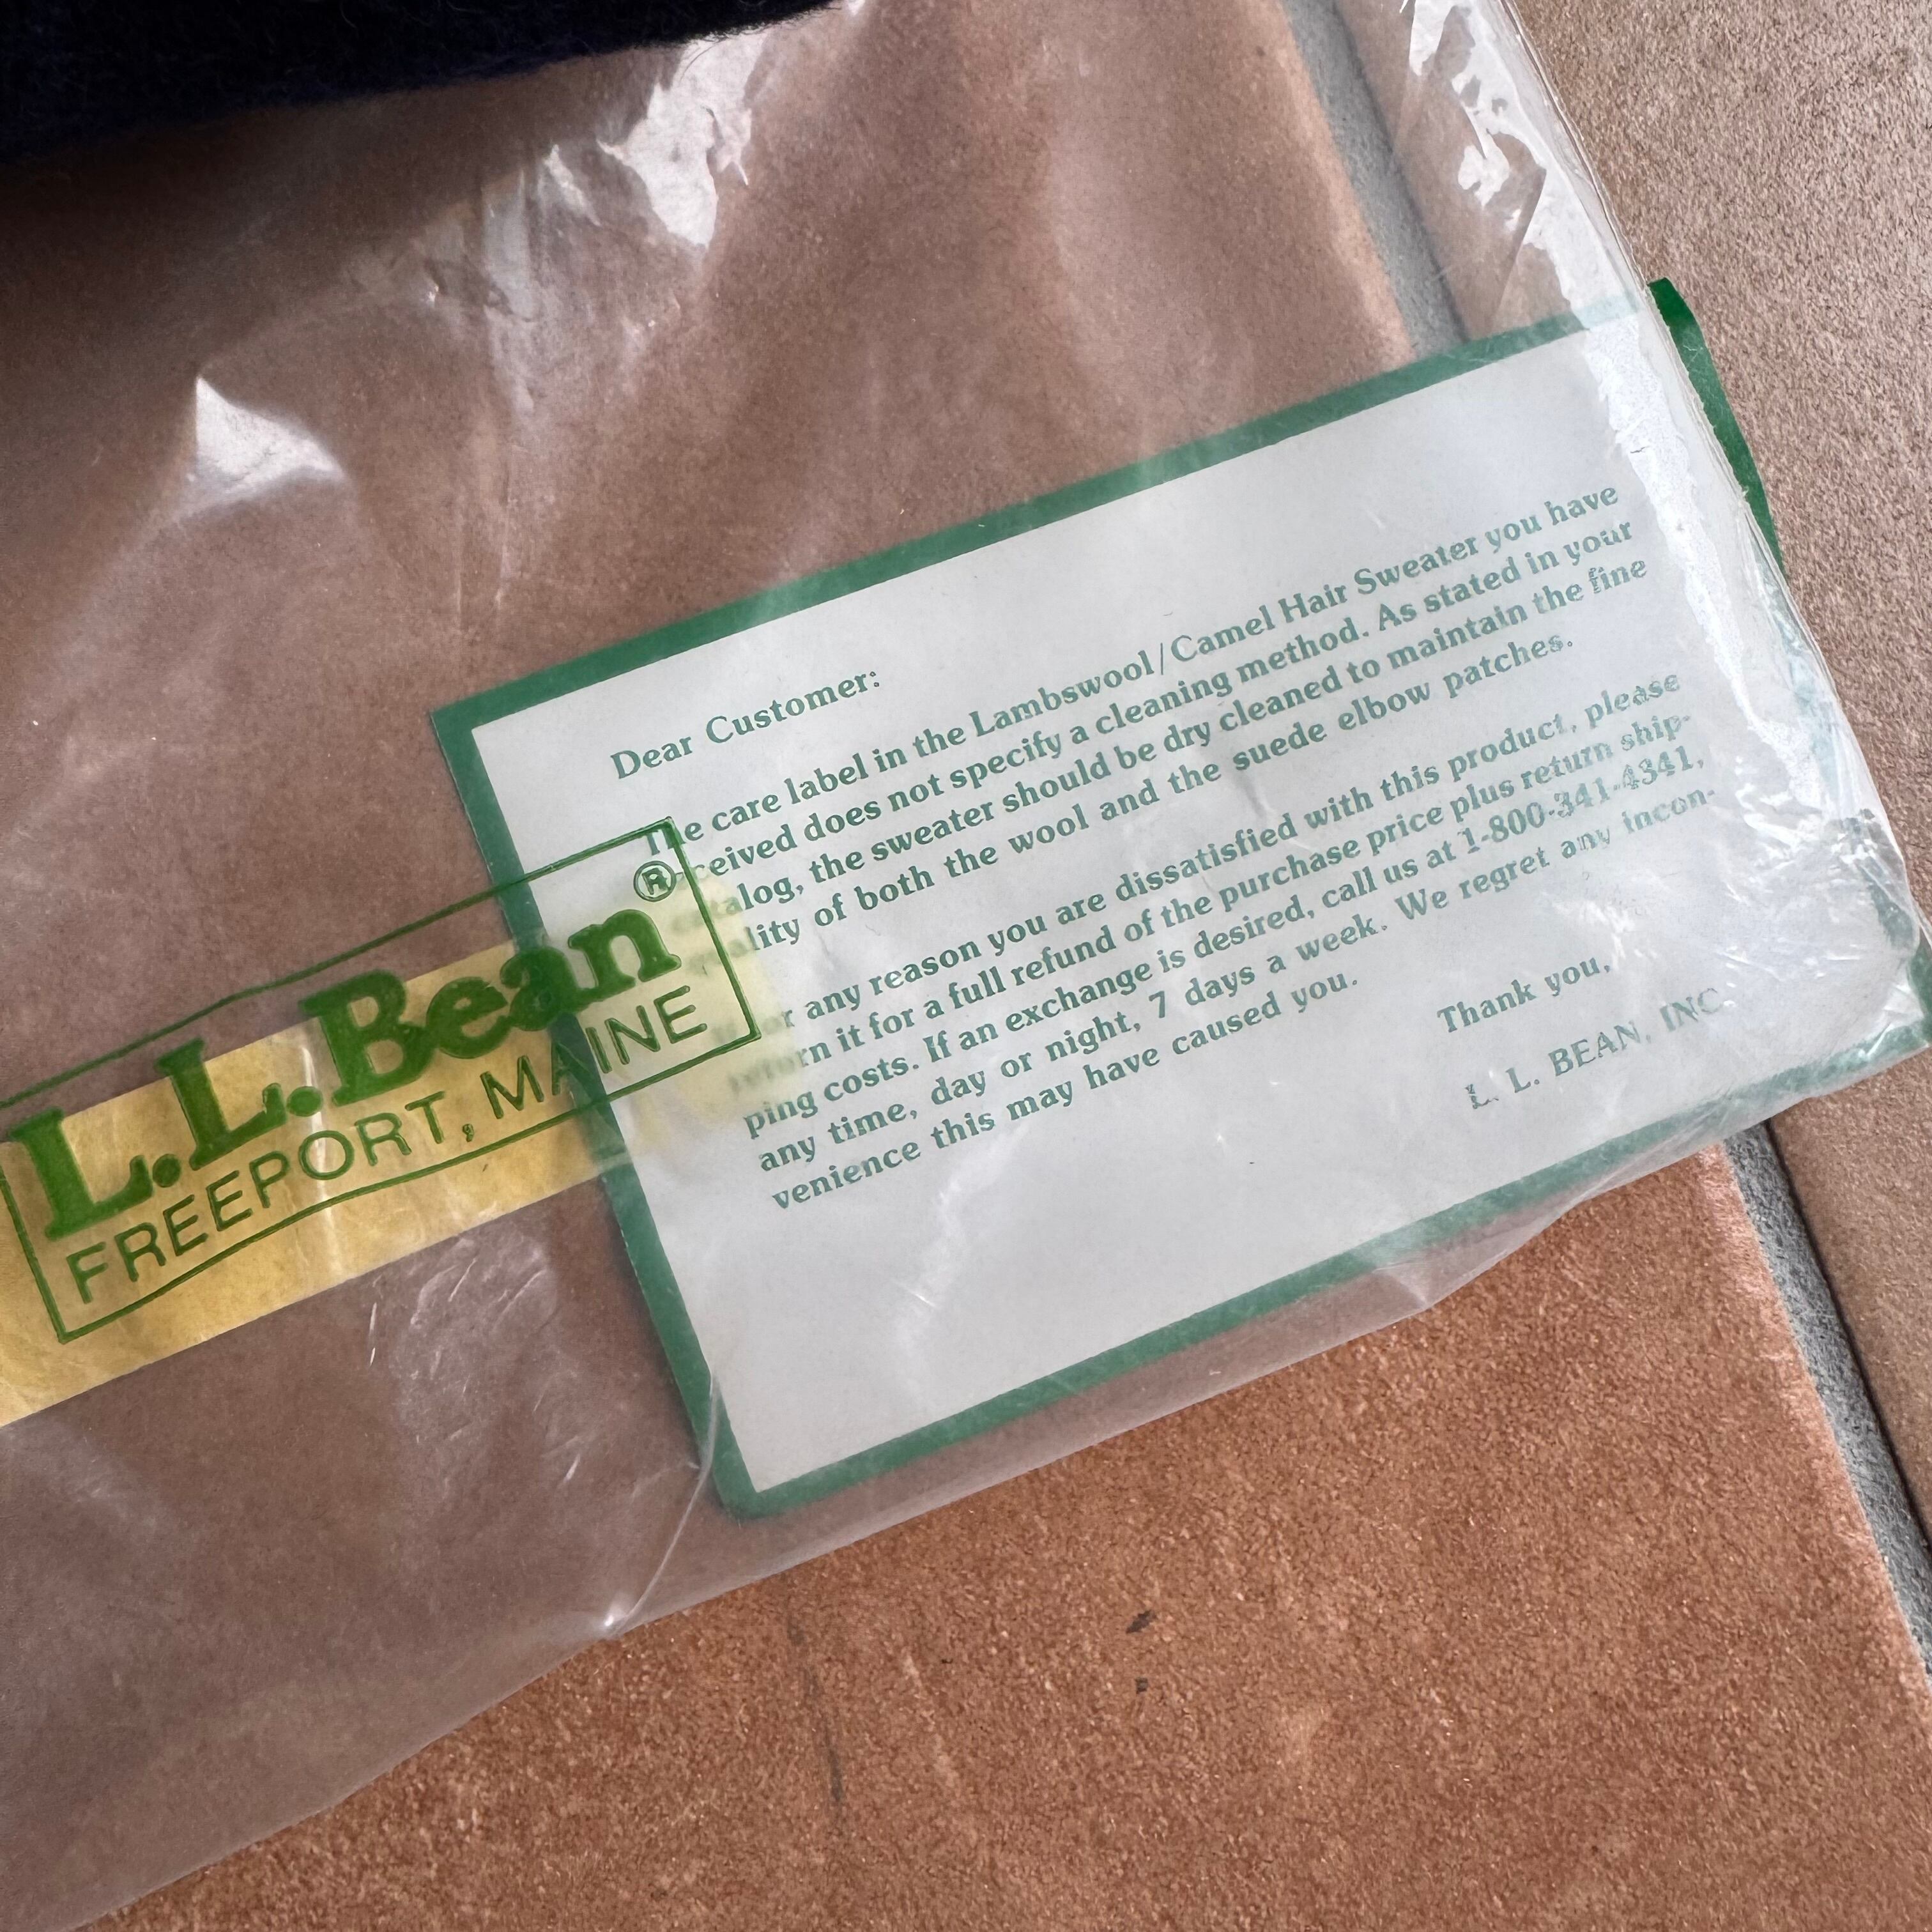 Dear Customer:
The care label in the Lambswool/Camel Hair Sweater you have
received does not specify a cleaning method. As stated in your
catalog, the sweater should be dry cleaned to maintain the fine
quality of both the wool and the suede elbow patches.
If for any reason you are dissatisfied with this product, please
return it for a full refund of the purchase price plus return ship-
ping costs. If an exchange is desired, call us at 1-800-341-4341,
any time, day or night, 7 days a week. We regret any incon-
venience this may have caused you.
Thank you,
L. L. BEAN, INC.
L.L.Bean®
FREEPORT, MAINE